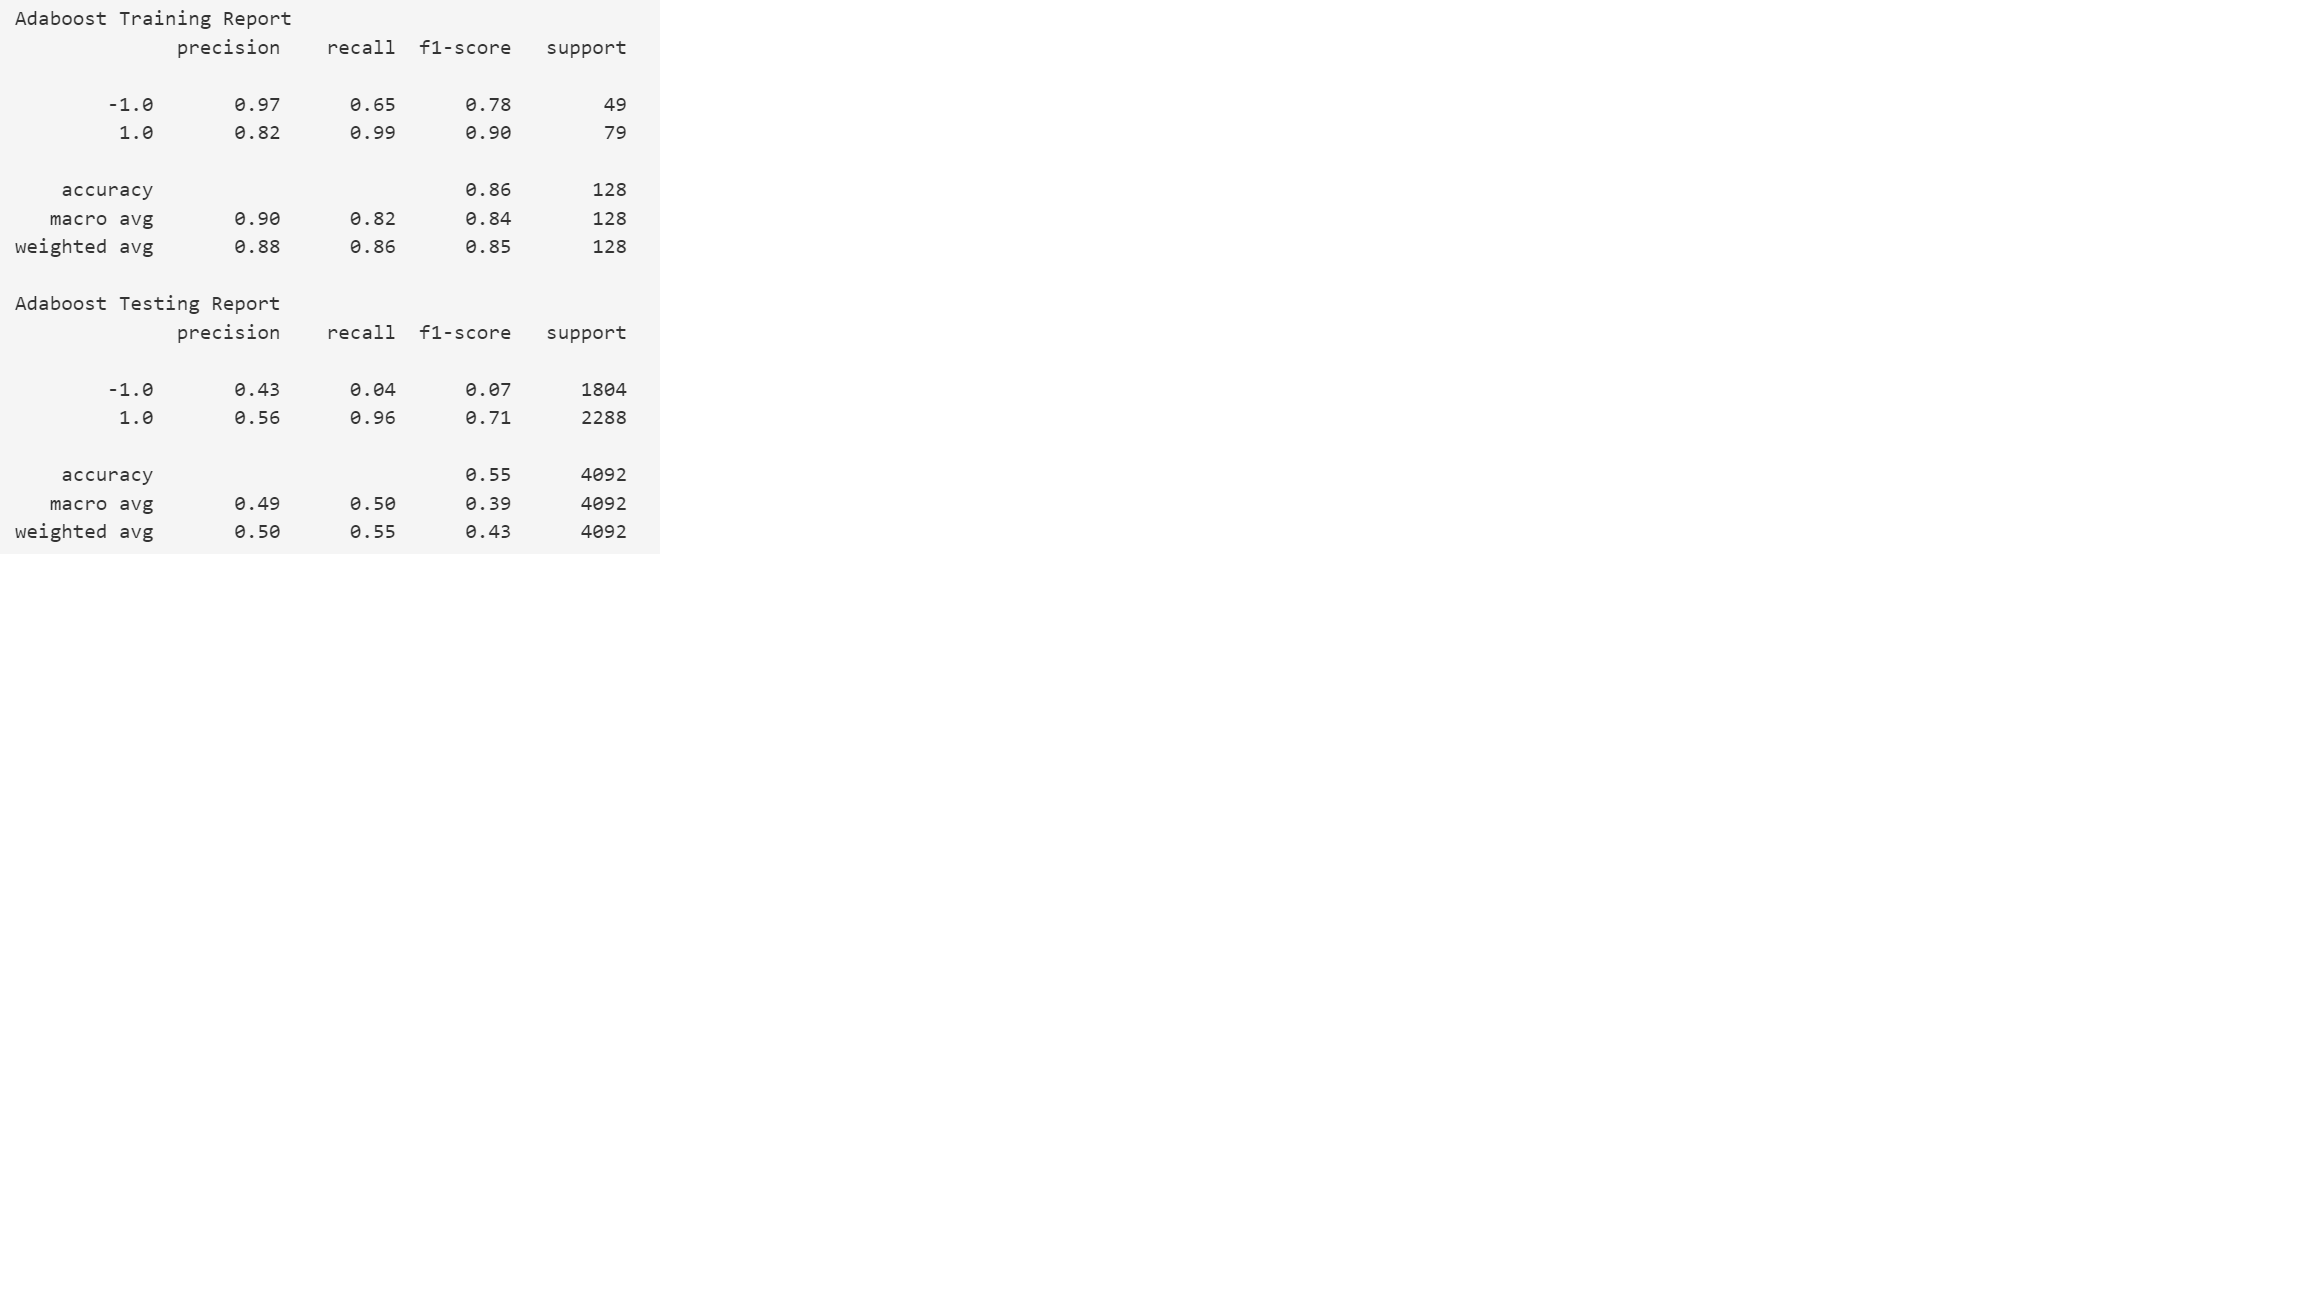 Adaboost Training Report
precision recall f1-score support
-1.0 0.97 0.65 0.78 49
1.0 0.82 0.99 0.90 79
accuracy 0.86 128
macro avg 0.90 0.82 0.84 128
weighted avg 0.88 0.86 0.85 128
Adaboost Testing Report
precision recall f1-score support
-1.0 0.43 0.04 0.07 1804
1.0 0.56 0.96 0.71 2288
accuracy 0.55 4092
macro avg 0.49 0.50 0.39 4092
weighted avg 0.50 0.55 0.43 4092